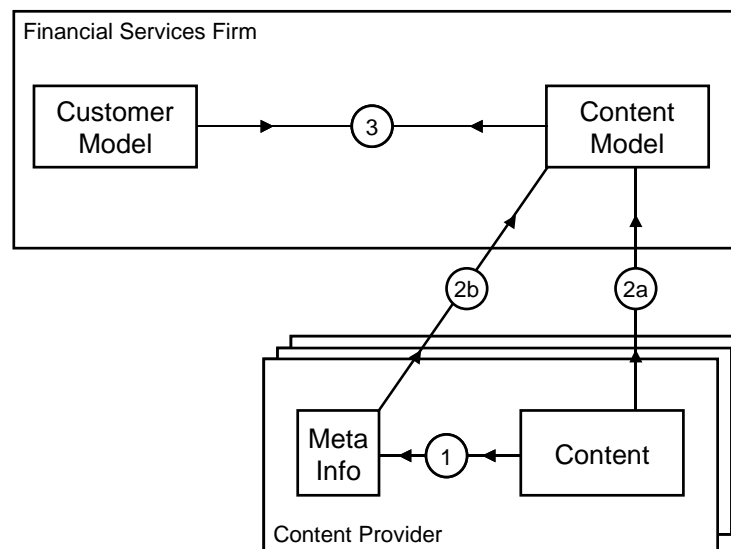 Financial Services Firm
Customer
Model
3
Content
Model
2b
2a
Meta
Info
1
Content
Content Provider